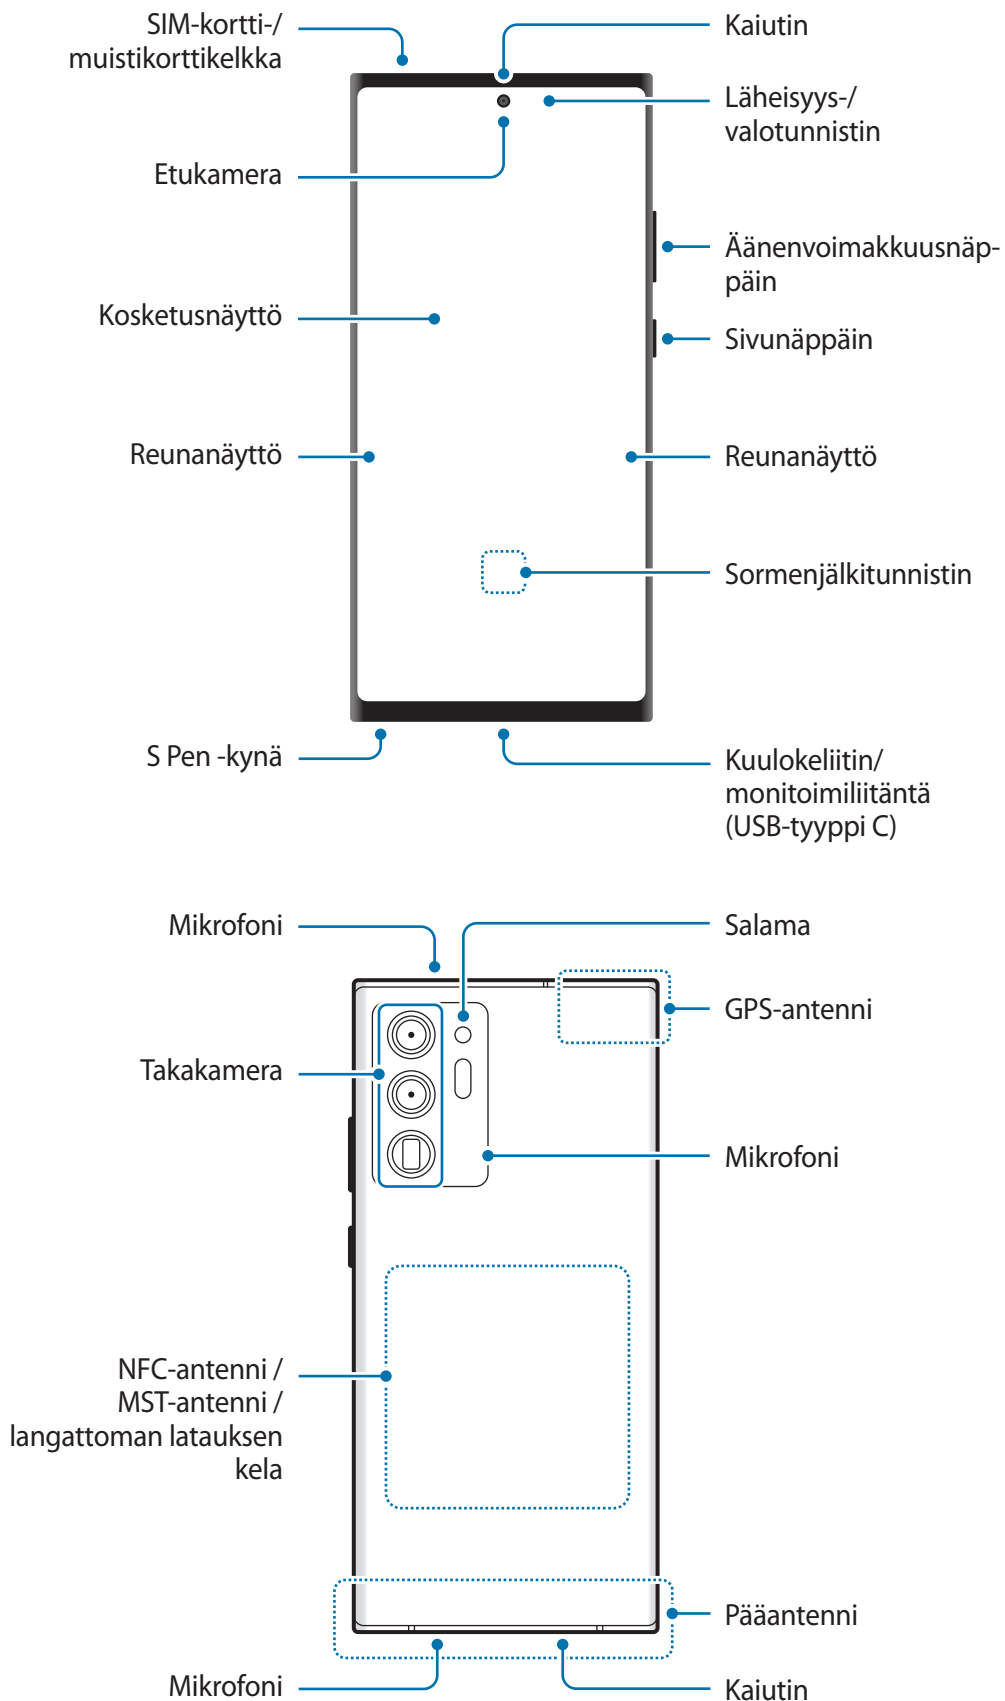 SIM-kortti-/
muistikorttikelkka
Kaiutin
Läheisyys-/
valotunnistin
Etukamera
Äänenvoimakkuusnäp-
päin
Kosketusnäyttö
Sivunäppäin
Reunanäyttö
Reunanäyttö
Sormenjälkitunnistin
S Pen -kynä
Kuulokeliitin/
monitoimiliitäntä
(USB-tyyppi C)
Mikrofoni
Salama
GPS-antenni
Takakamera
Mikrofoni
NFC-antenni /
MST-antenni /
langattoman latauksen
kela
Pääantenni
Mikrofoni
Kaiutin